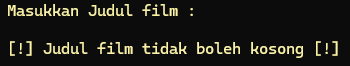 Masukkan Judul film :
[!] Judul film tidak boleh kosong [!]